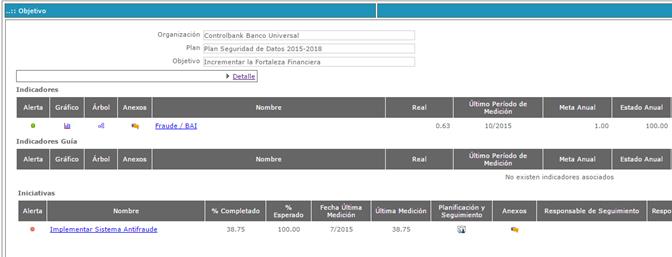 ..:: Objetivo
Organización Controlbank Banco Universal
Plan Plan Seguridad de Datos 2015-2018
Objetivo Incrementar la Fortaleza Financiera
Detalle
Indicadores
Alerta Gráfico Árbol Anexos Nombre Real Último Período de Medición Meta Anual Estado Anual
Fraude / BAI 0.63 10/2015 1.00 100.00
Indicadores Guía
Alerta Gráfico Árbol Anexos Nombre Real Último Período de Medición Meta Anual Estado Anual
No existen indicadores asociados
Iniciativas
Alerta Nombre % Completado % Esperado Fecha Última Medición Última Medición Planificación y Seguimiento Anexos Responsable de Seguimiento Respo
Implementar Sistema Antifraude 38.75 100.00 7/2015 38.75